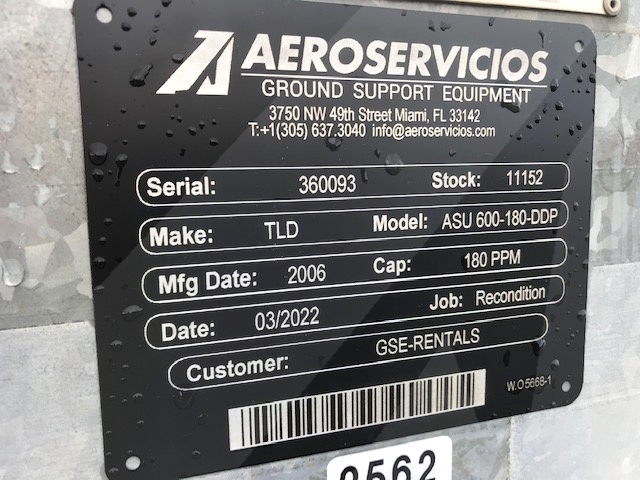 AEROSERVICIOS
GROUND SUPPORT EQUIPMENT
3750 NW 49th Street Miami, FL 33142
T:+1(305) 637.3040 info@aeroservicios.com
Serial: 360093 Stock: 11152
Make: TLD Model: ASU 600-180-DDP
Mfg Date: 2006 Cap: 180 PPM
Date: 03/2022 Job: Recondition
Customer: GSE-RENTALS
W.O 5668-1
0562